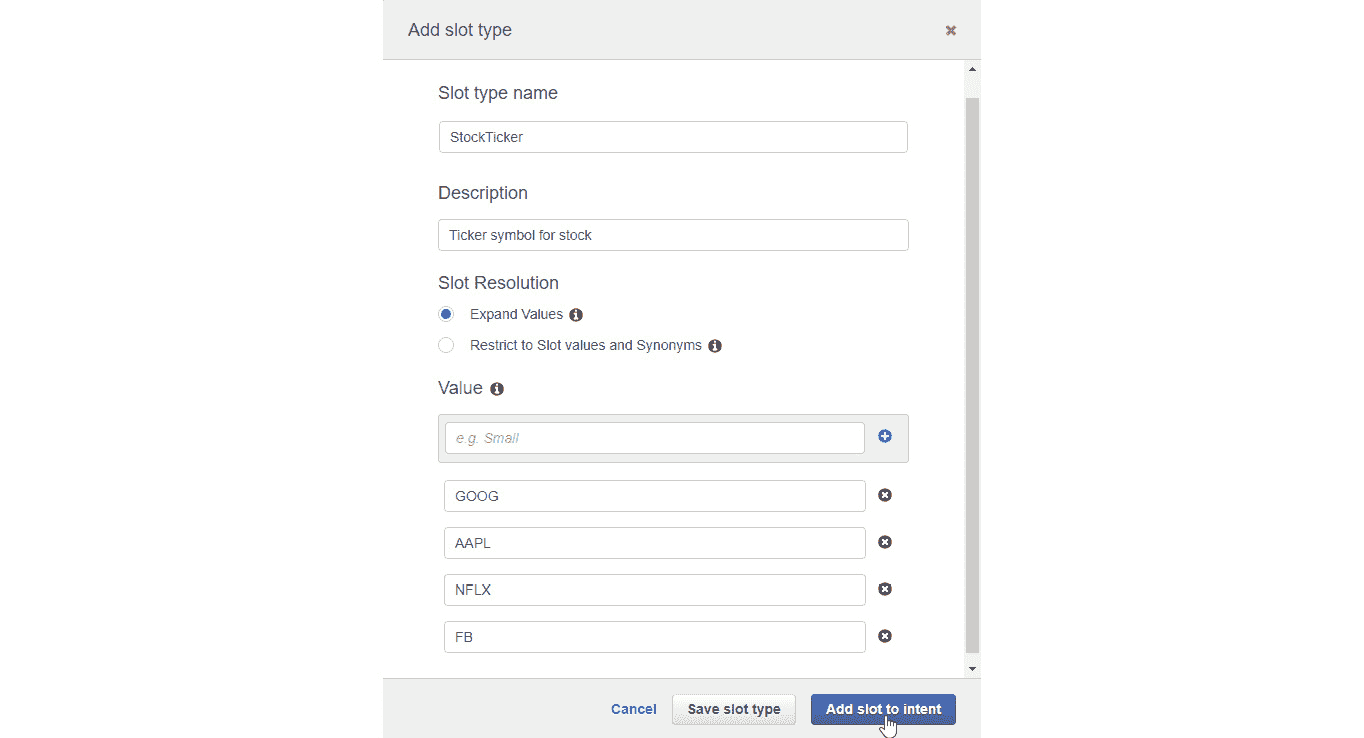 Add slot type
Slot type name
StockTicker
Description
Ticker symbol for stock
Slot Resolution
Expand Values
Restrict to Slot values and Synonyms
Value
e.g. Small
GOOG
AAPL
NFLX
FB
Cancel Save slot type Add slot to intent